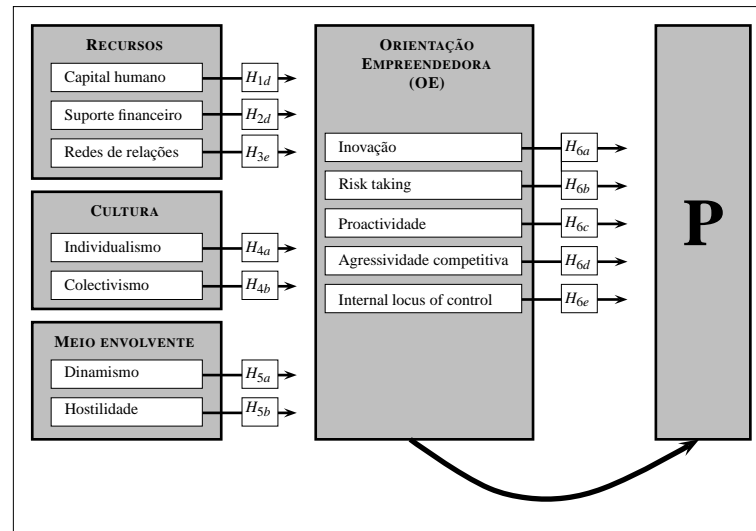 RECURSOS
Capital humano H1d
Suporte financeiro H2d
Redes de relações H3e
CULTURA
Individualismo H4a
Colectivismo H4b
MEIO ENVOLVENTE
Dinamismo H5a
Hostilidade H5b
ORIENTAÇÃO
EMPREENDEDORA
(OE)
Inovação H6a
Risk taking H6b
Proactividade H6c
Agressividade competitiva H6d
Internal locus of control H6e
P